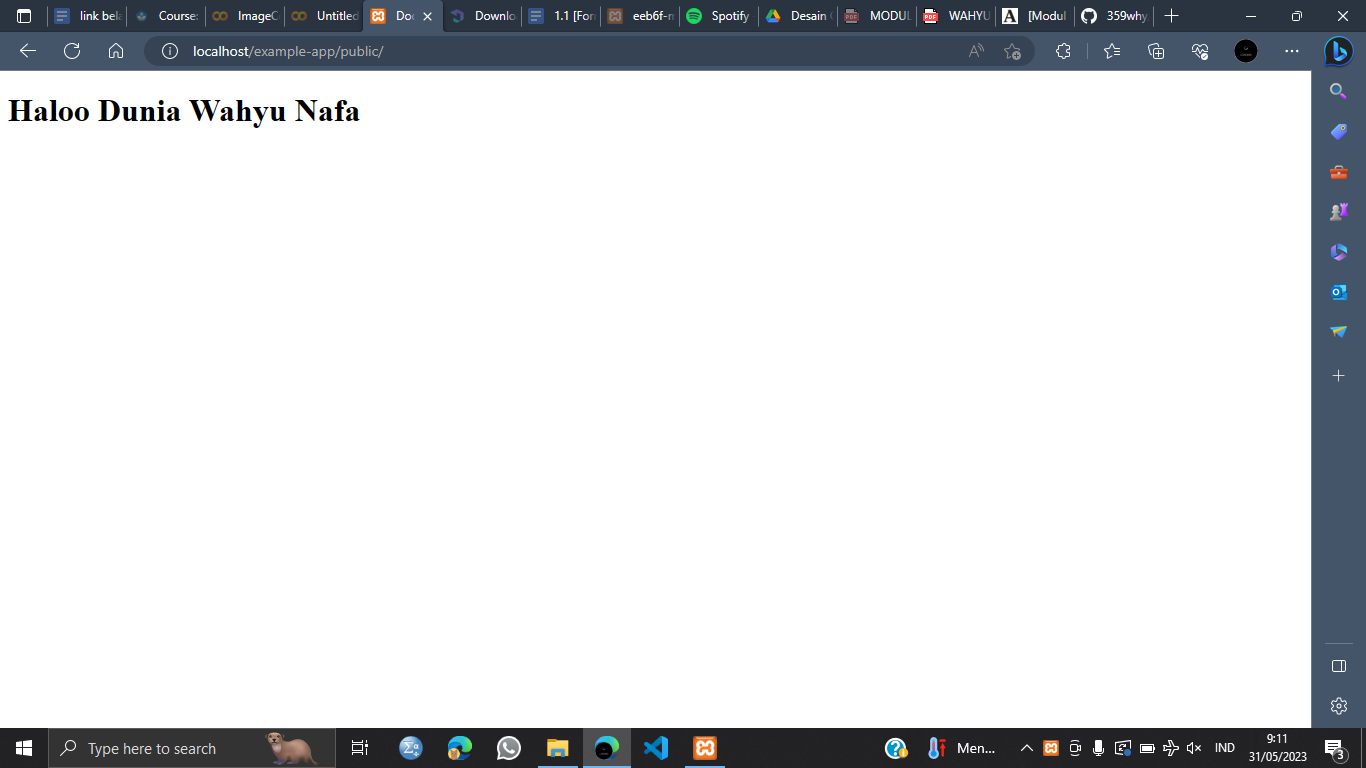 link bela
Course:
ImageC
Untitled
Doc
Downlo
1.1 [For
eeb6f-n
Spotify
Desain
MODUL
WAHYU
[Modul
359why
localhost/example-app/public/
Haloo Dunia Wahyu Nafa
Type here to search
Men...
IND
9:11
31/05/2023
3